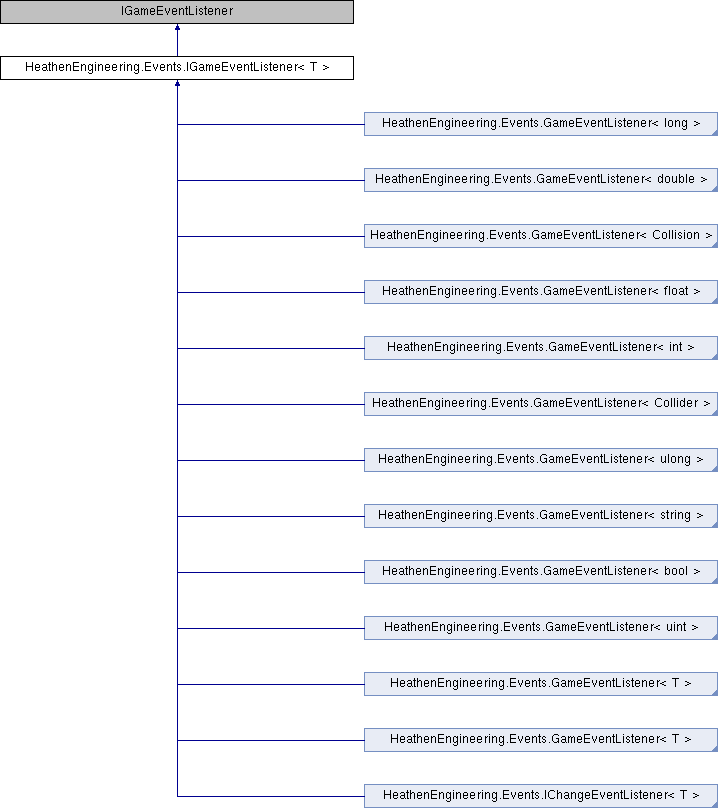 IGameEventListener
HeathenEngineering.Events.IGameEventListener< T >
HeathenEngineering.Events.GameEventListener< long >
HeathenEngineering.Events.GameEventListener< double >
HeathenEngineering.Events.GameEventListener< Collision >
HeathenEngineering.Events.GameEventListener< float >
HeathenEngineering.Events.GameEventListener< int >
HeathenEngineering.Events.GameEventListener< Collider >
HeathenEngineering.Events.GameEventListener< ulong >
HeathenEngineering.Events.GameEventListener< string >
HeathenEngineering.Events.GameEventListener< bool >
HeathenEngineering.Events.GameEventListener< uint >
HeathenEngineering.Events.GameEventListener< T >
HeathenEngineering.Events.GameEventListener< T >
HeathenEngineering.Events.IChangeEventListener< T >